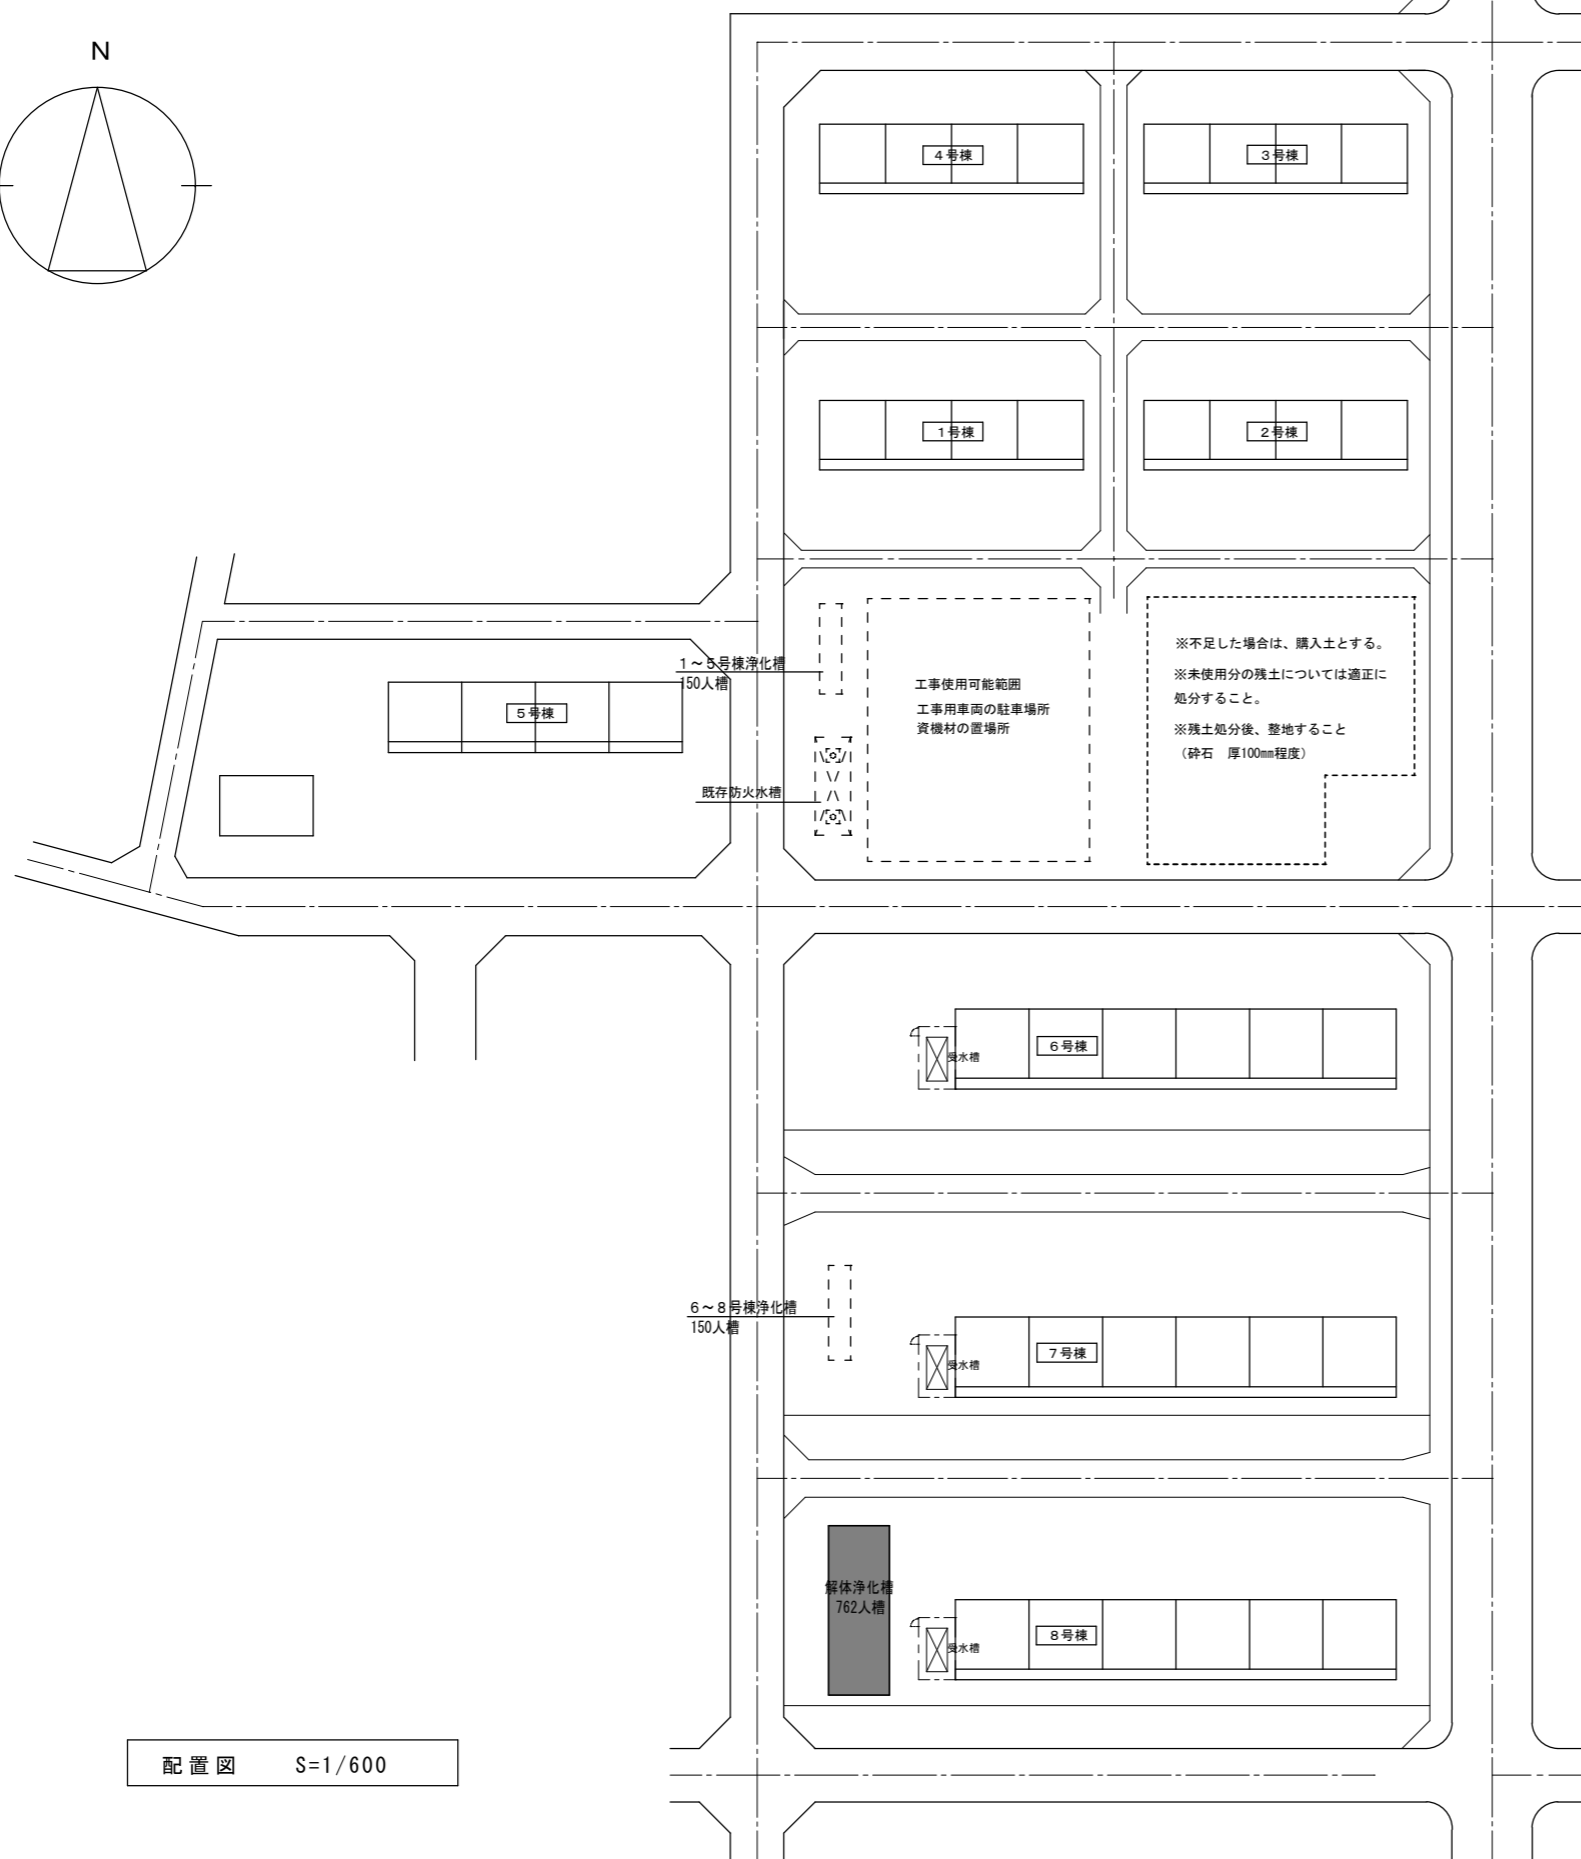 N
4号棟
3号棟
1号棟
2号棟
1~5号棟浄化槽
150人槽
5号棟
既存防火水槽
工事使用可能範囲
工事用車両の駐車場所
資機材の置場所
※不足した場合は、購入土とする。
※未使用分の残土については適正に
処分すること。
※残土処分後、整地すること
(砕石 厚100㎜程度)
6号棟
受水槽
6~8号棟浄化槽
150人槽
7号棟
受水槽
解体浄化槽
762人槽
8号棟
受水槽
配置図 S=1/600